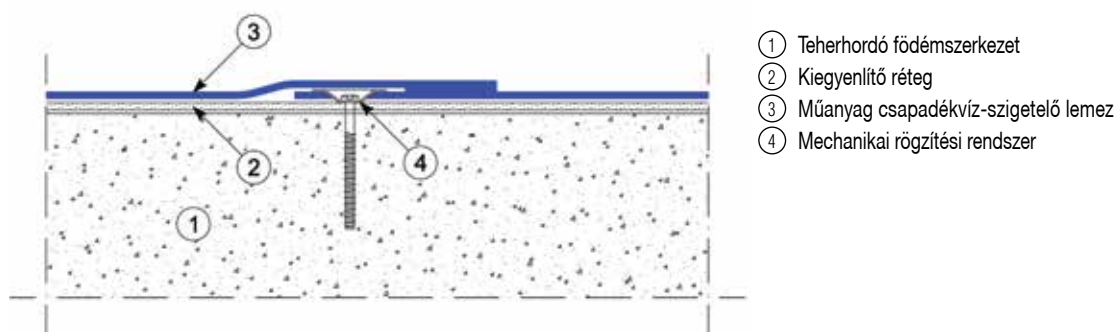 3
2
4
1
1 Teherhordó födémszerkezet
2 Kiegyenlítő réteg
3 Műanyag csapadékvíz-szigetelő lemez
4 Mechanikai rögzítési rendszer